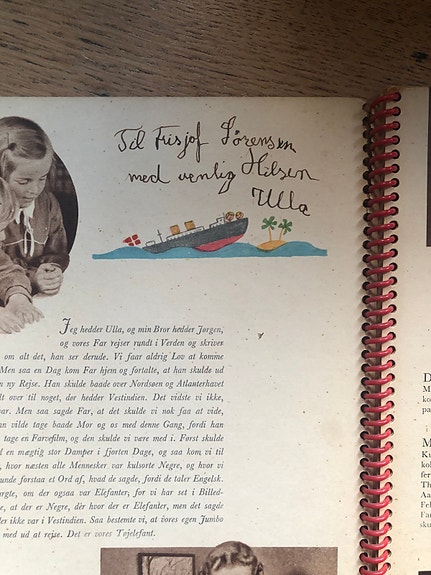 Til Frisjof Sörensen
med venlig Hilsen
Ulla
Jeg hedder Ulla, og min Bror hedder Jørgen,
og vores Far rejser rundt i Verden og skriver
om alt det, han ser derude. Vi faar aldrig Lov at komme
Men saa en Dag kom Far hjem og fortalte, at han skulde ud
n ny Rejse. Han skulde baade over Nordsøen og Atlanterhavet
dt over til noget, der hedder Vestindien. Det vidste vi ikke,
var. Men saa sagde Far, at det skulde vi nok faa at vide,
an vilde tage baade Mor og os med denne Gang, fordi han
tage en Farvefilm, og den skulde vi være med i. Først skulde
d en mægtig stor Damper i fjorten Dage, og saa kom vi til
, hvor næsten alle Mennesker var kulsorte Negre, og hvor vi
unde forstaa et Ord af, hvad de sagde, fordi de taler Engelsk.
rgte, om der ogsaa var Elefanter; for vi har set i Billed-
e, at der er Negre, dèr hvor der er Elefanter, men det sagde
der ikke var i Vestindien. Saa bestemte vi, at vores egen Jumbo
med ud at rejse. Det er vores Tøjelefant.